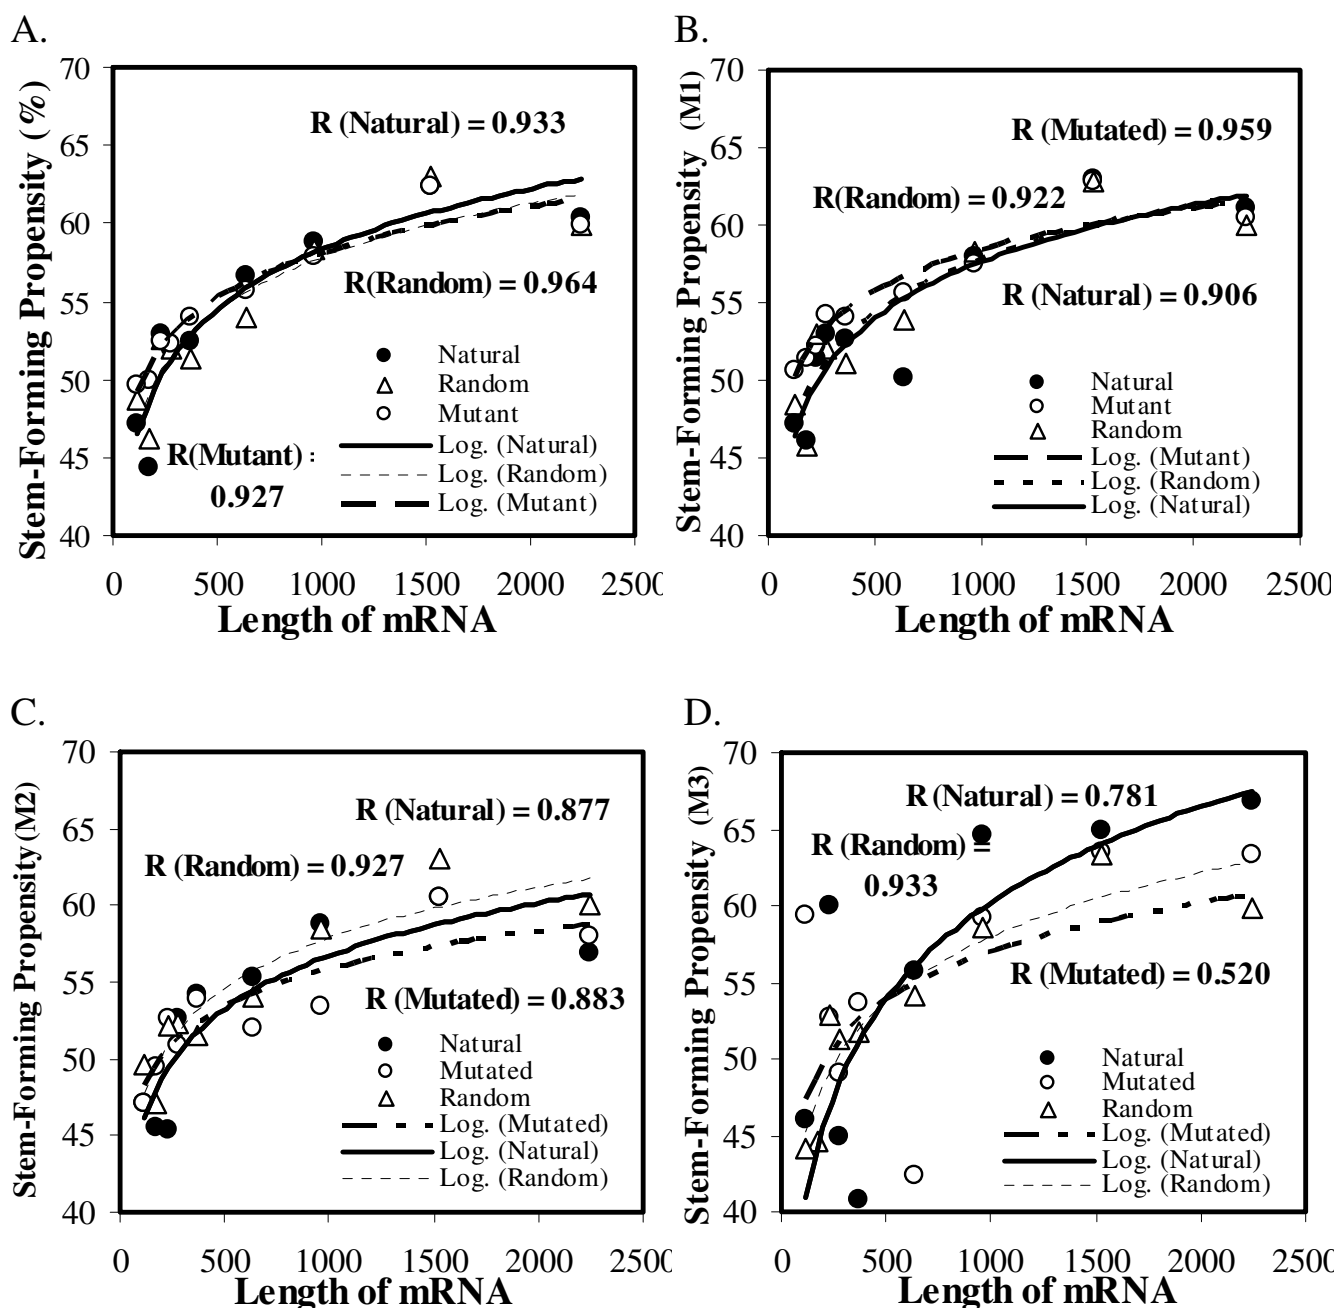 A.
Stem-Forming Propensity (%)
70
65
60
55
50
45
40
R (Natural) = 0.933
R(Random) = 0.964
Natural
Random
Mutant
Log. (Natural)
Log. (Random)
Log. (Mutant)
R(Mutant) :
0.927
0
500
1000
1500
2000
2500
Length of mRNA
B.
Stem-Forming Propensity (M1)
70
65
60
55
50
45
40
R (Mutated) = 0.959
R(Random) = 0.922
R (Natural) = 0.906
Natural
Mutant
Random
Log. (Mutant)
Log. (Random)
Log. (Natural)
0
500
1000
1500
2000
2500
Length of mRNA
C.
Stem-Forming Propensity (M2)
70
65
60
55
50
45
40
R (Natural) = 0.877
R (Random) = 0.927
R (Mutated) = 0.883
Natural
Mutated
Random
Log. (Mutated)
Log. (Natural)
Log. (Random)
0
500
1000
1500
2000
2500
Length of mRNA
D.
Stem-Forming Propensity (M3)
70
65
60
55
50
45
40
R (Natural) = 0.781
R (Random) =
0.933
R (Mutated) = 0.520
Natural
Mutated
Random
Log. (Mutated)
Log. (Natural)
Log. (Random)
0
500
1000
1500
2000
2500
Length of mRNA